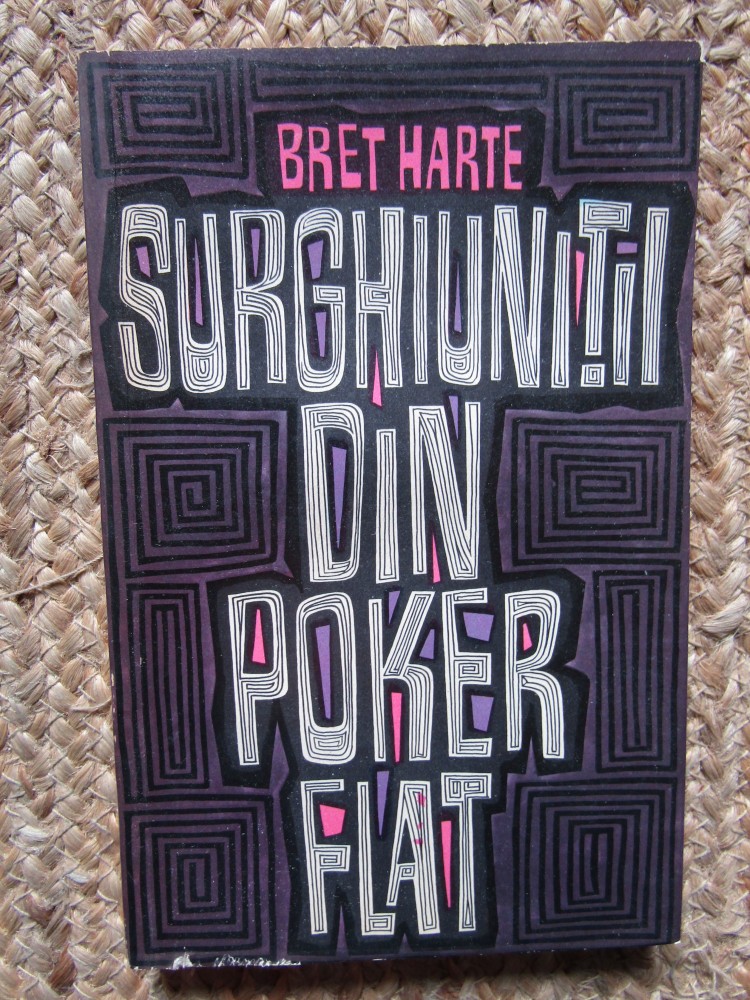 BRET HARTE
SURGHIUNIȚII
DIN
POKER
FLAT